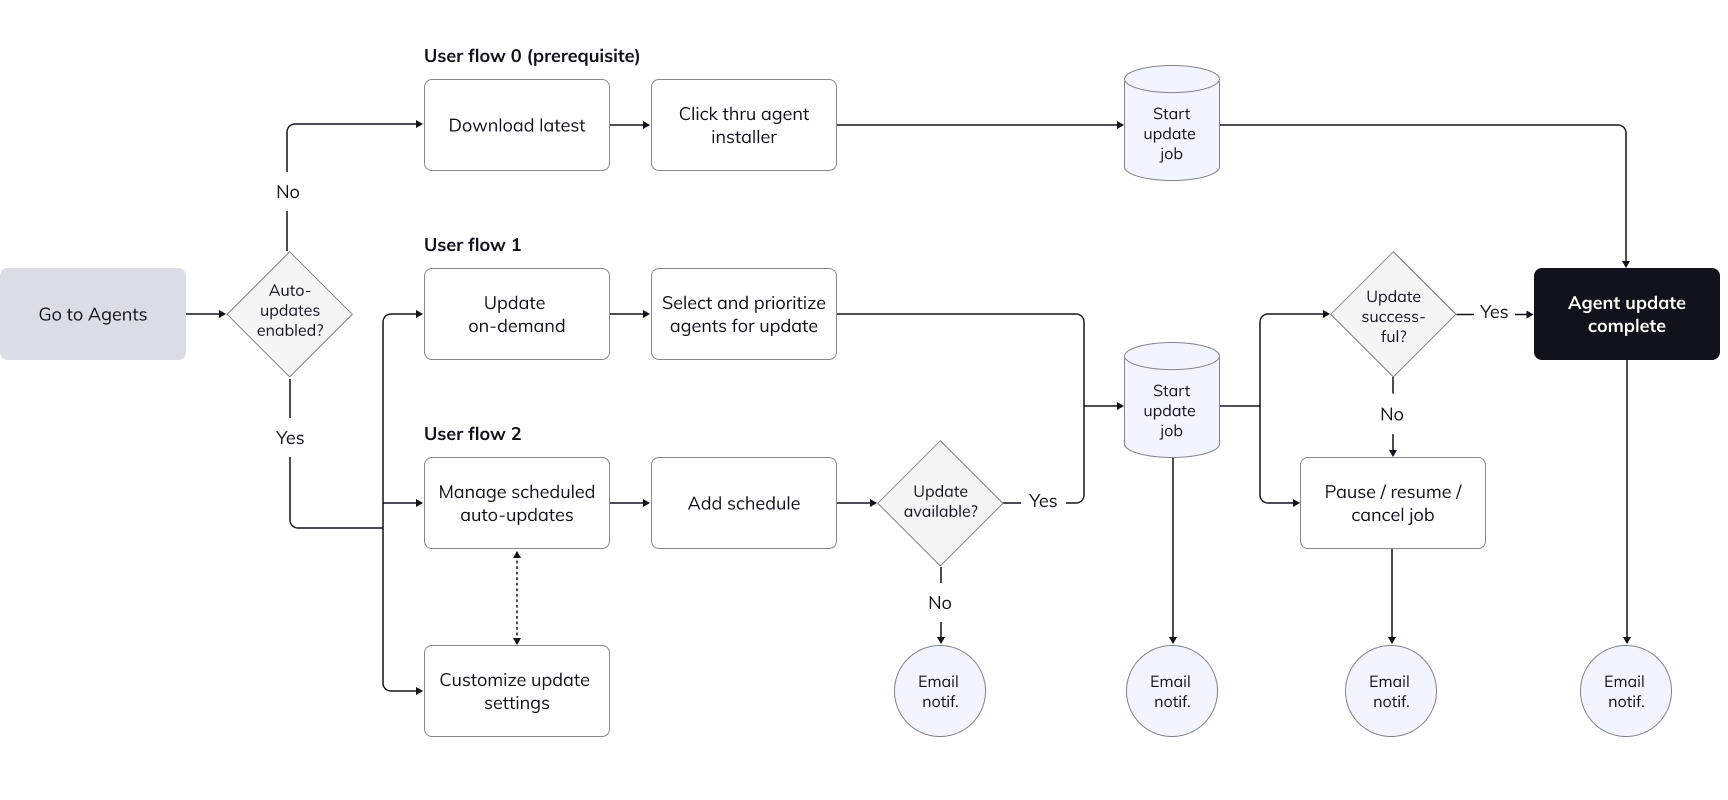 User flow 0 (prerequisite)
Download latest
Click thru agent
installer
Start
update
job
No
User flow 1
Go to Agents
Auto-
updates
enabled?
Update
on-demand
Select and prioritize
agents for update
Update
success-
ful?
Yes
Agent update
complete
Start
update
job
No
Yes
User flow 2
Manage scheduled
auto-updates
Add schedule
Update
available?
Yes
Pause / resume /
cancel job
No
Customize update
settings
Email
notif.
Email
notif.
Email
notif.
Email
notif.